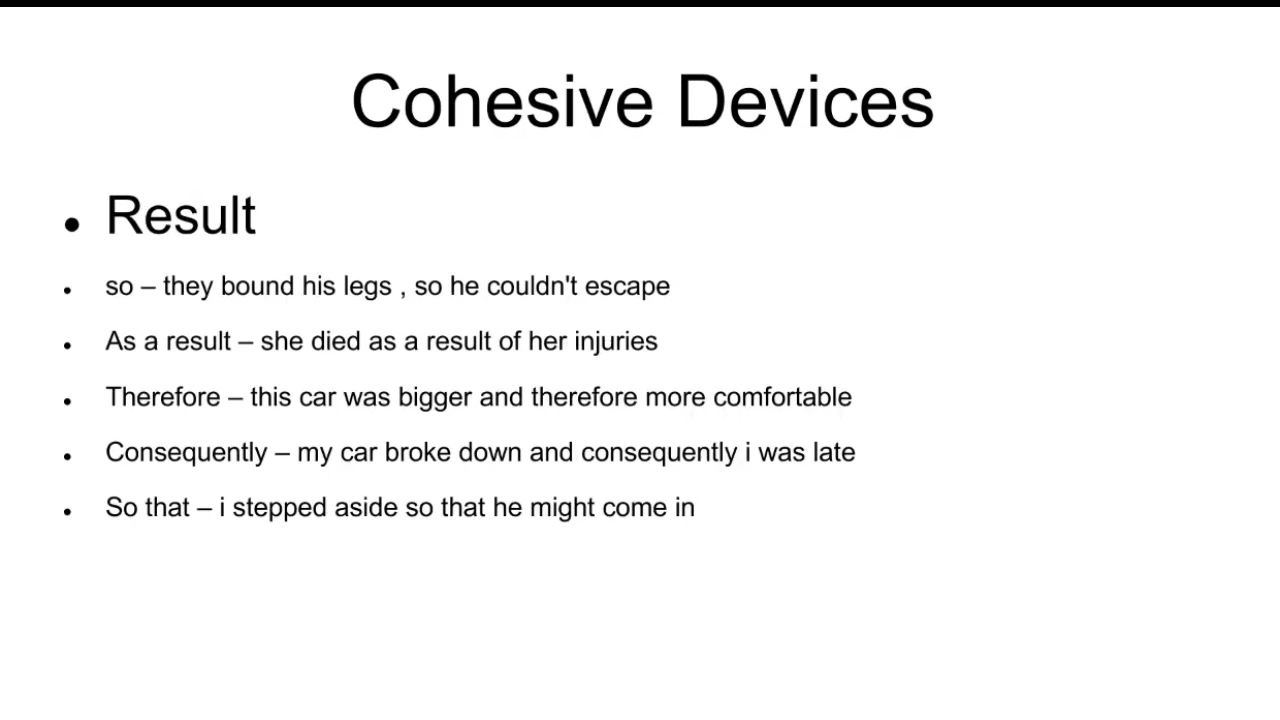 Cohesive Devices
• Result
• so – they bound his legs , so he couldn't escape
• As a result – she died as a result of her injuries
• Therefore – this car was bigger and therefore more comfortable
• Consequently – my car broke down and consequently i was late
• So that – i stepped aside so that he might come in